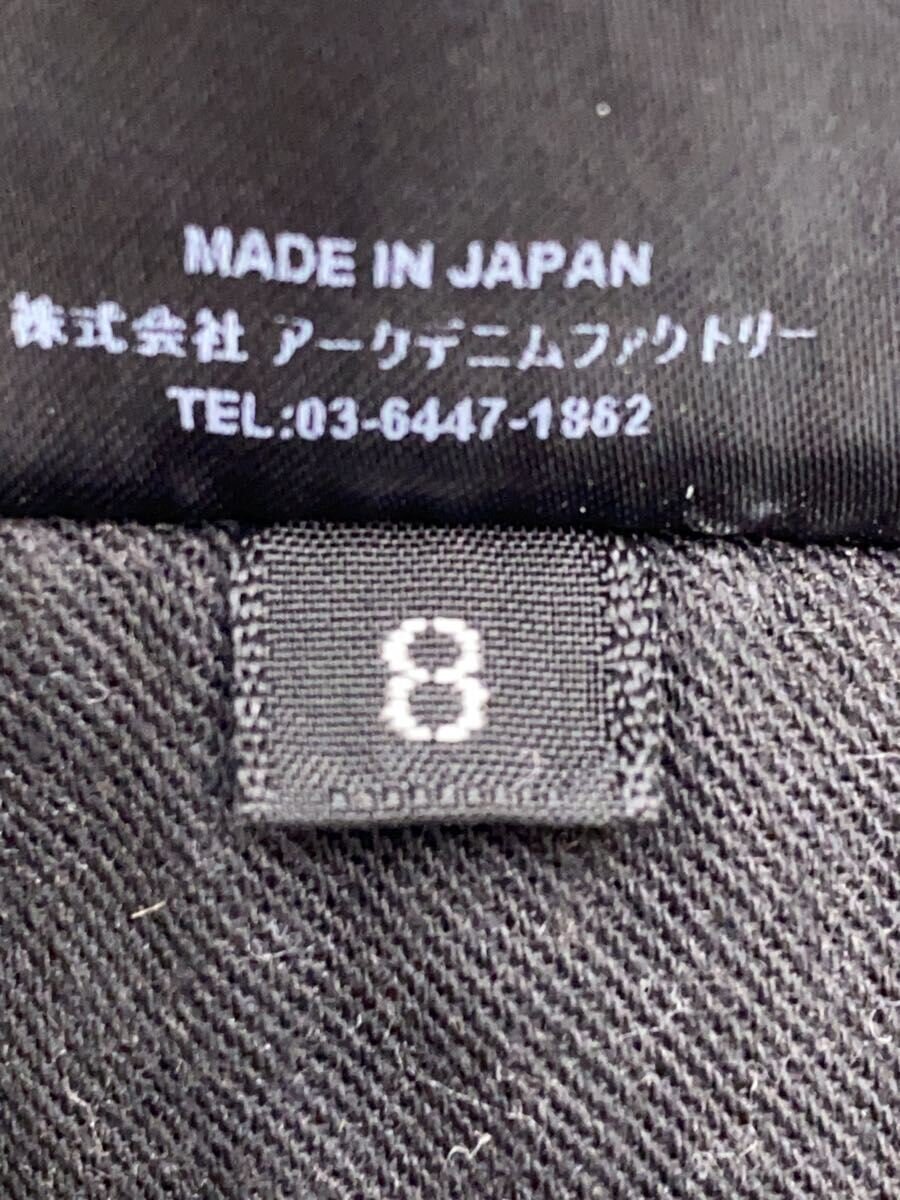 MADE IN JAPAN
株式会社 アークデニムファクトリー
TEL:03-6447-1862
8